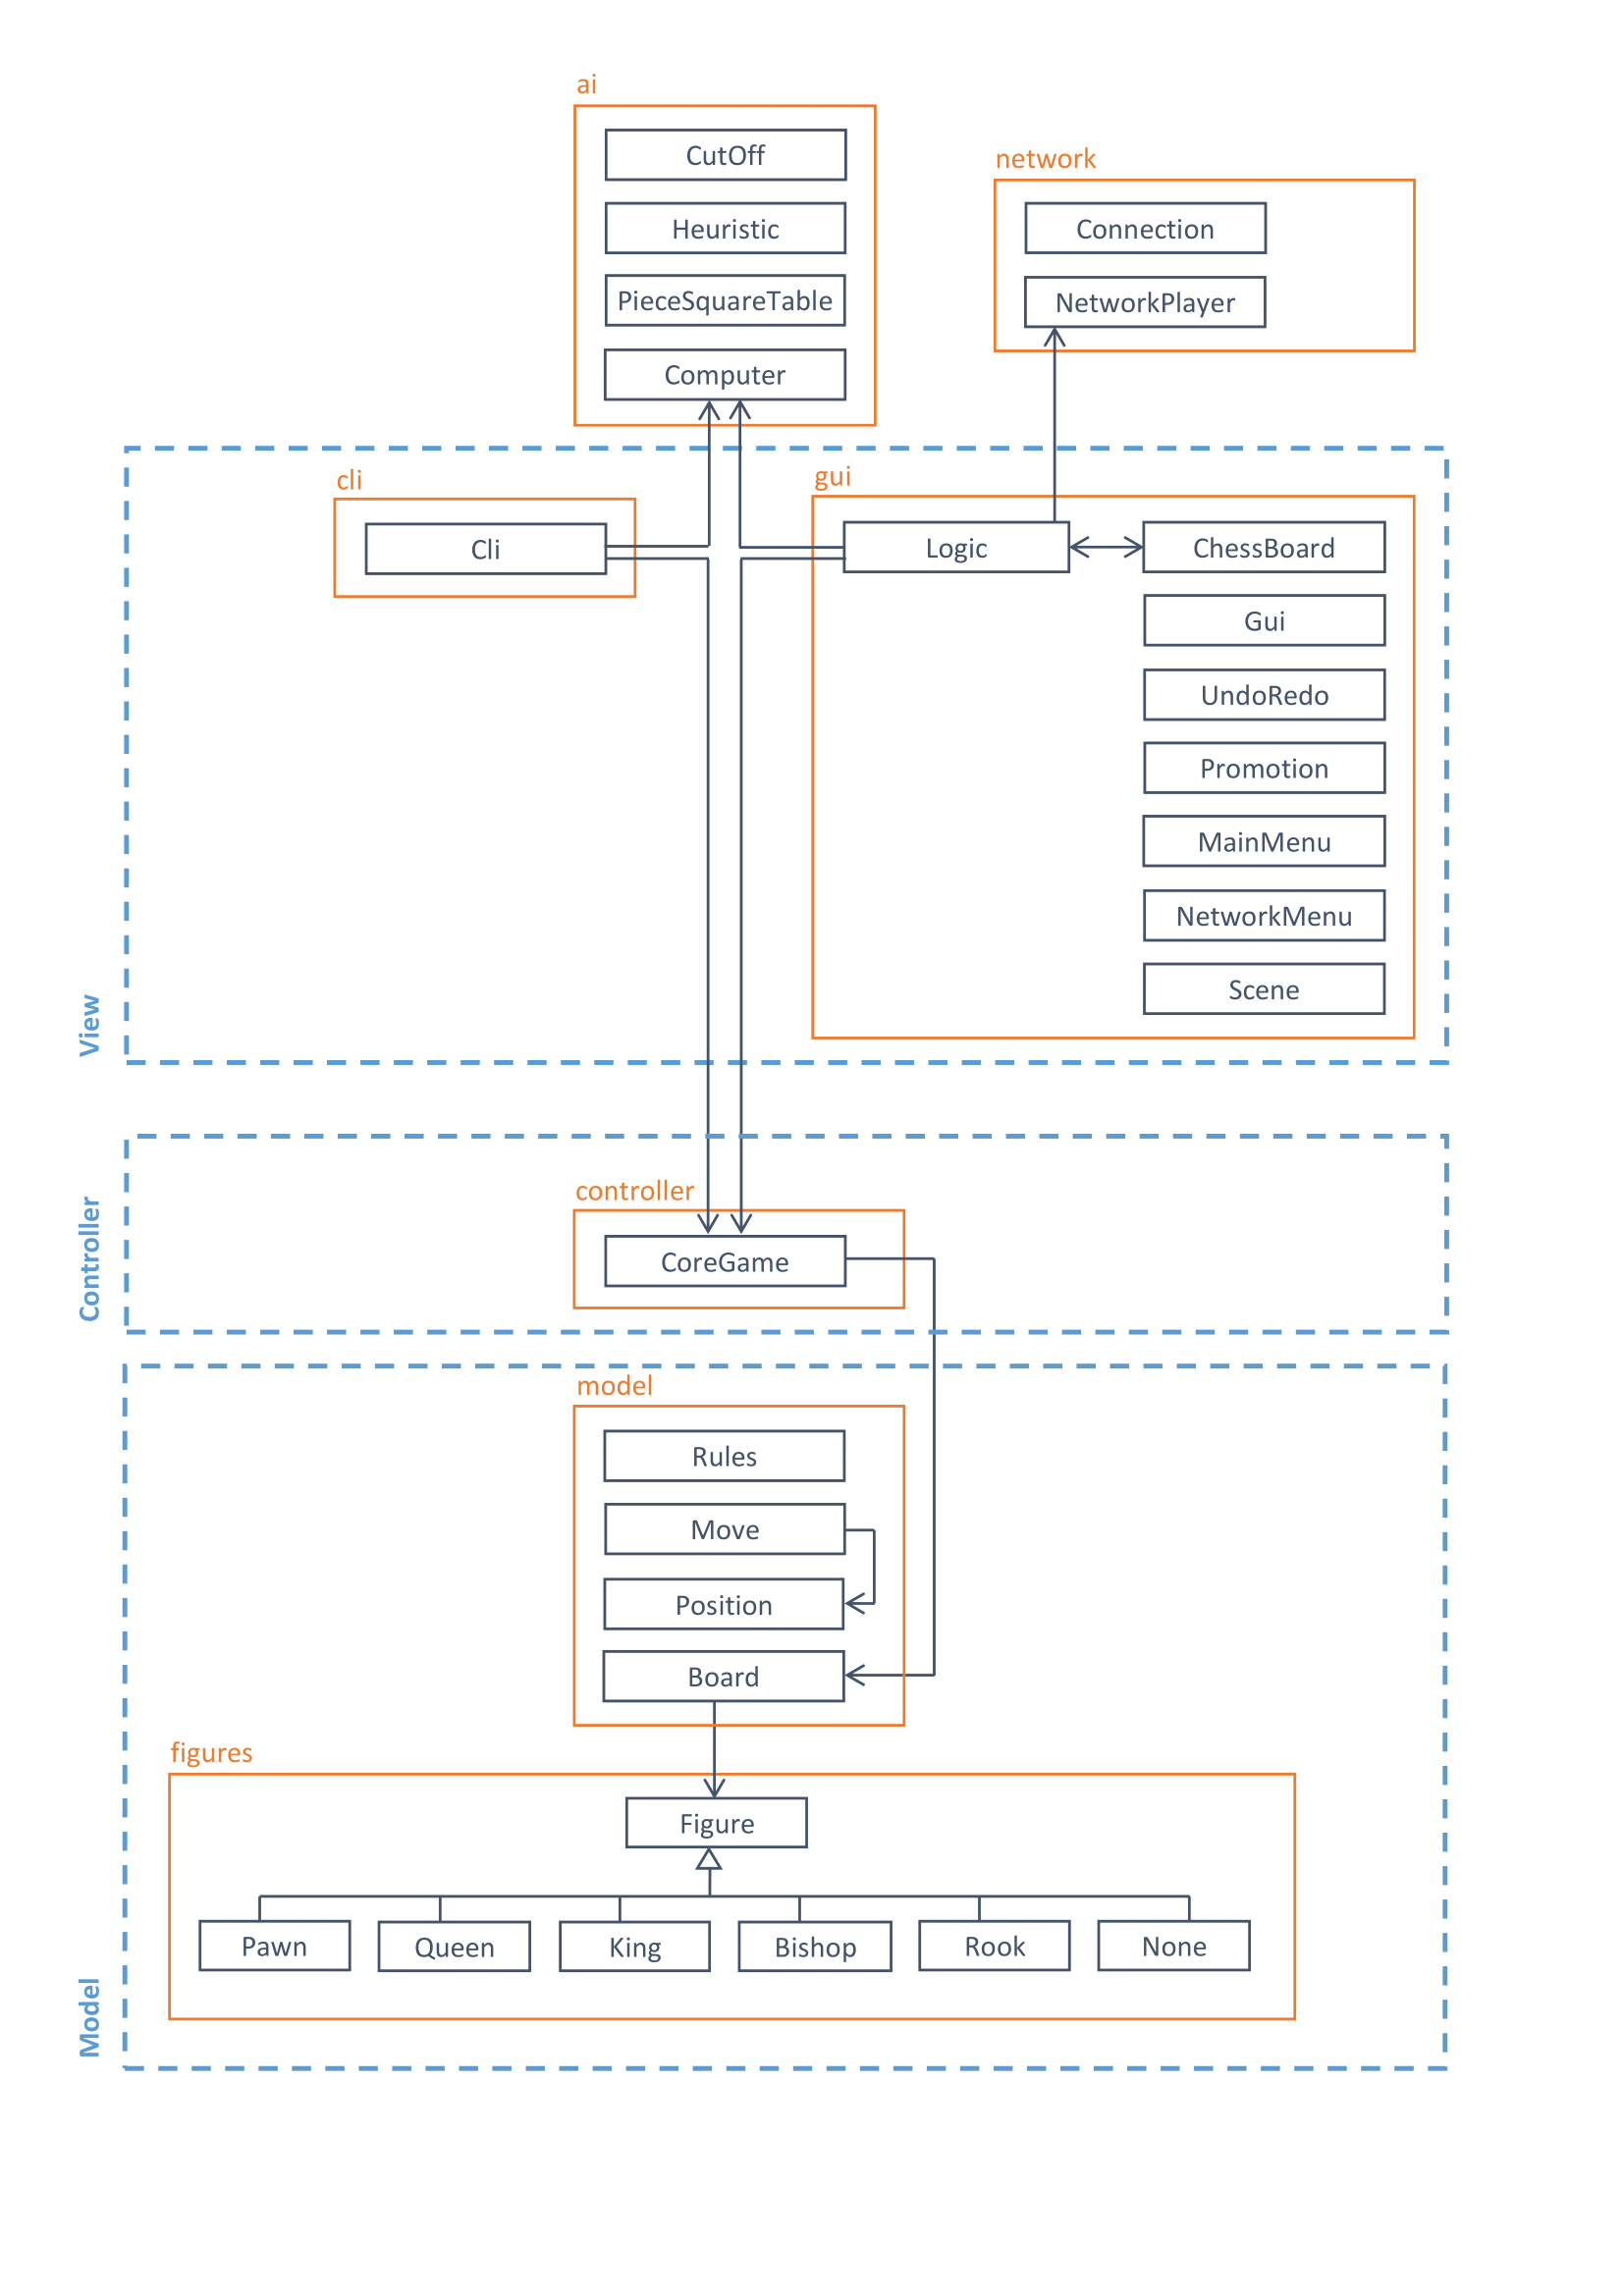 ai
CutOff
Heuristic
PieceSquareTable
Computer
network
Connection
NetworkPlayer
View
cli
Cli
gui
Logic
ChessBoard
Gui
UndoRedo
Promotion
MainMenu
NetworkMenu
Scene
Controller
controller
CoreGame
Model
model
Rules
Move
Position
Board
figures
Figure
Pawn
Queen
King
Bishop
Rook
None